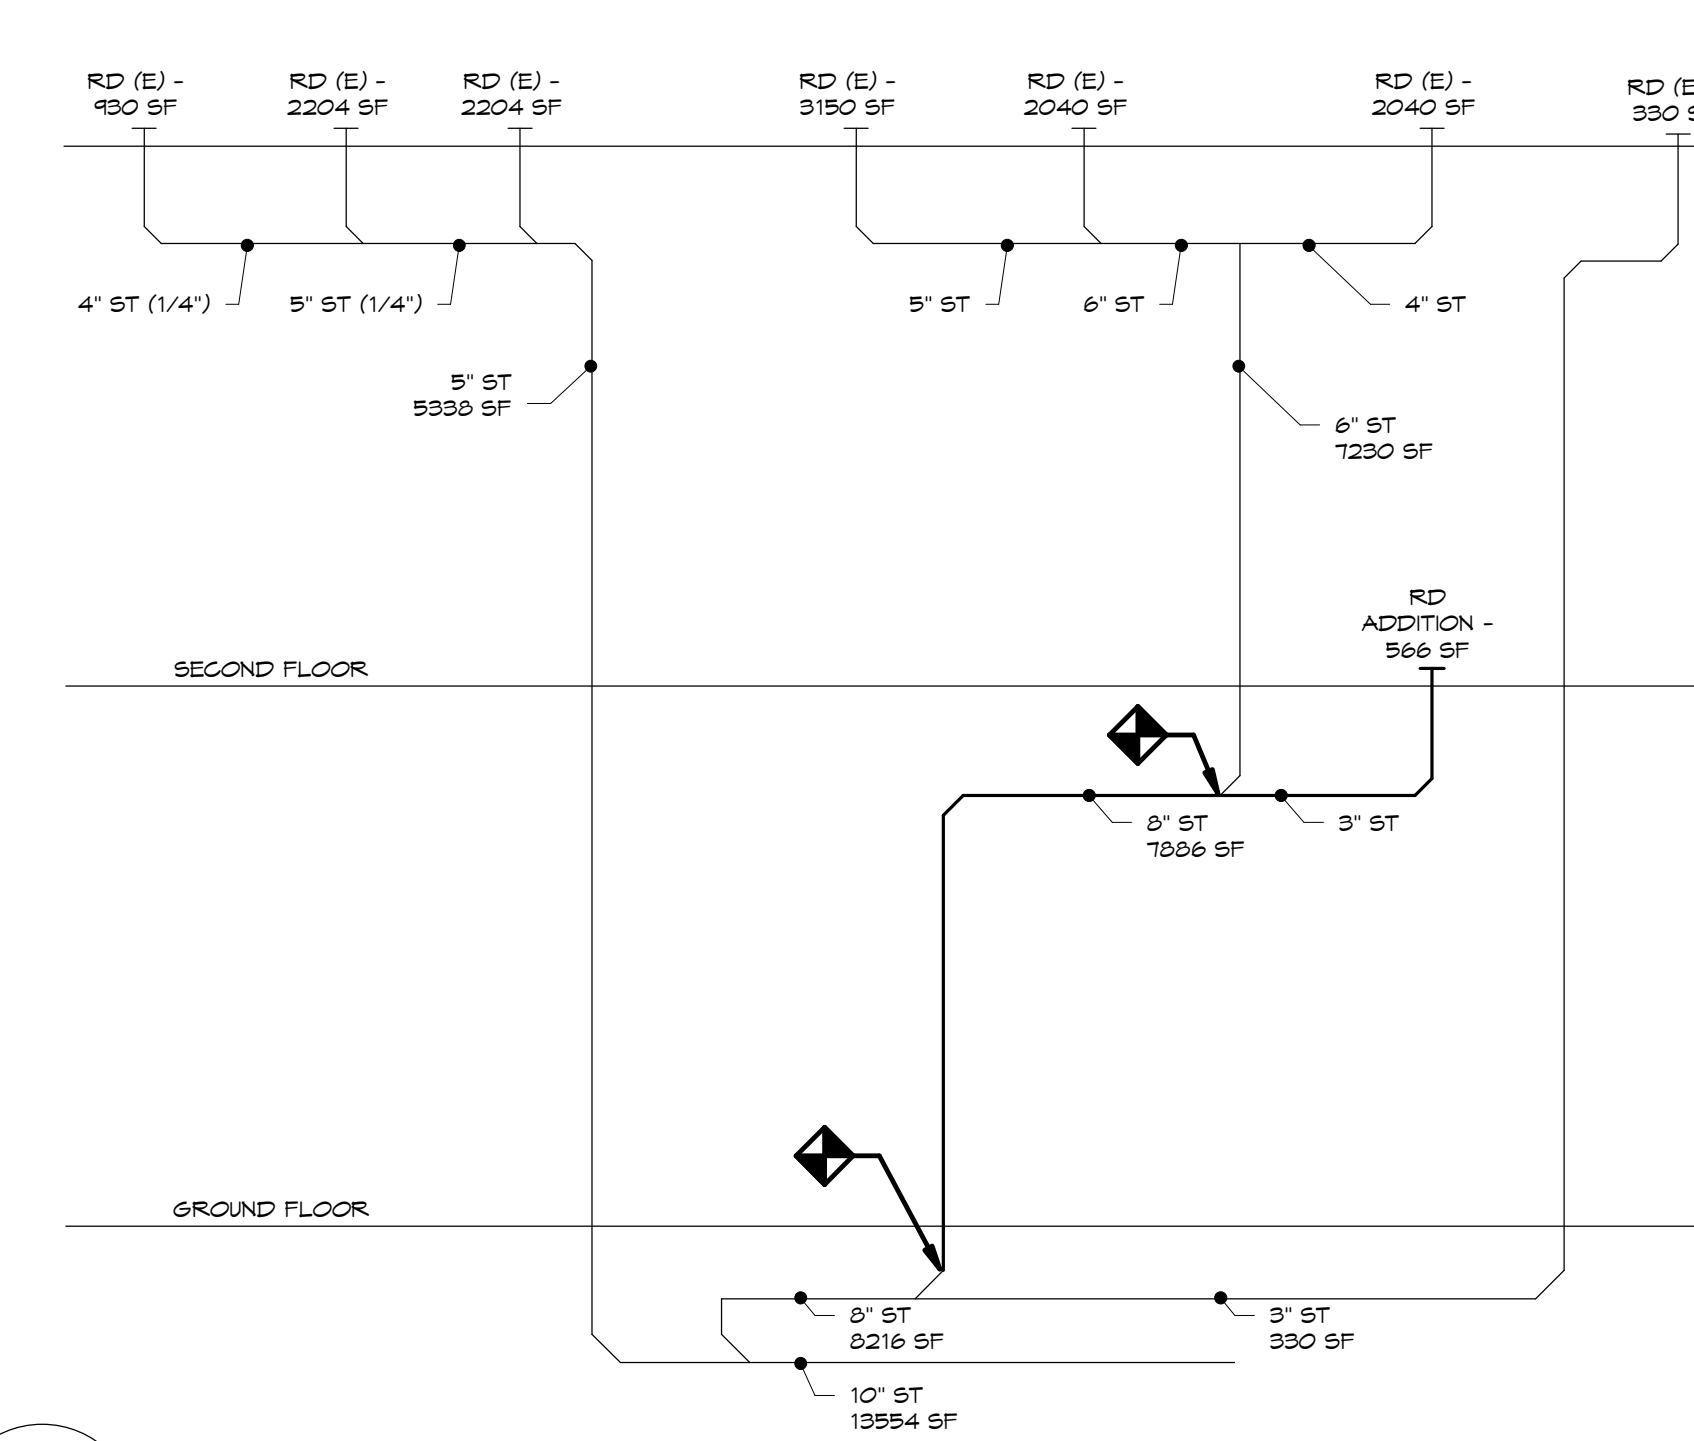 RD (E) -
930 SF
RD (E) -
2204 SF
RD (E) -
2204 SF
RD (E) -
3150 SF
RD (E) -
2040 SF
RD (E) -
2040 SF
RD (E
330 S
4" ST (1/4")
5" ST (1/4")
5" ST
6" ST
4" ST
5" ST
5338 SF
6" ST
7230 SF
RD
ADDITION -
566 SF
SECOND FLOOR
8" ST
7886 SF
3" ST
GROUND FLOOR
8" ST
8216 SF
3" ST
330 SF
10" ST
13554 SF